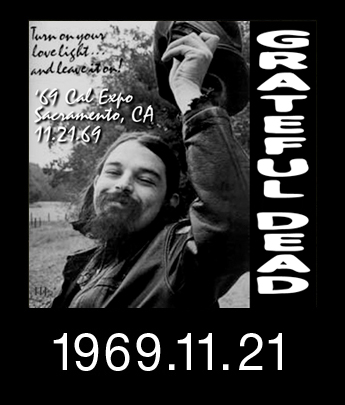 Turn on your
love light...
and leave it on!
'69 Cal Expo
Sacramento, CA
11.21.69
GRATEFUL DEAD
1969.11.21